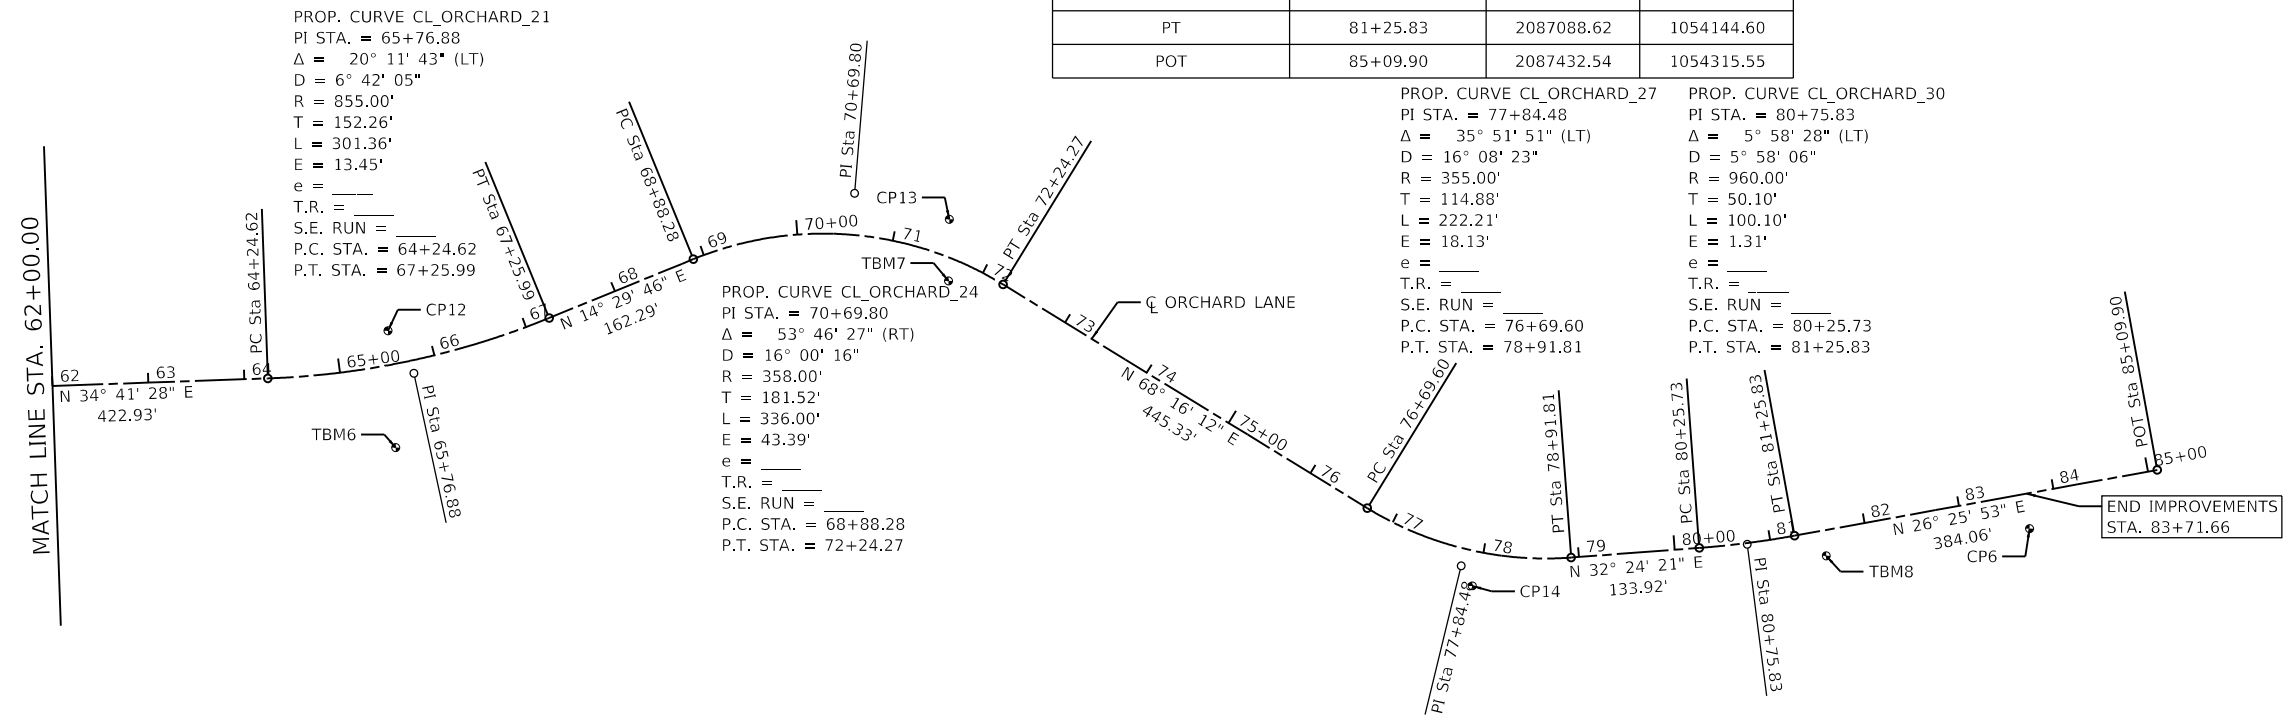 PT 81+25.83 2087088.62 1054144.60
POT 85+09.90 2087432.54 1054315.55
PROP. CURVE CL_ORCHARD_21
PI STA. = 65+76.88
Δ = 20° 11' 43" (LT)
D = 6° 42' 05"
R = 855.00'
T = 152.26'
L = 301.36'
E = 13.45'
e = ____
T.R. = ____
S.E. RUN = ____
P.C. STA. = 64+24.62
P.T. STA. = 67+25.99
PROP. CURVE CL_ORCHARD_24
PI STA. = 70+69.80
Δ = 53° 46' 27" (RT)
D = 16° 00' 16"
R = 358.00'
T = 181.52'
L = 336.00'
E = 43.39'
e = ____
T.R. = ____
S.E. RUN = ____
P.C. STA. = 68+88.28
P.T. STA. = 72+24.27
PROP. CURVE CL_ORCHARD_27
PI STA. = 77+84.48
Δ = 35° 51' 51" (LT)
D = 16° 08' 23"
R = 355.00'
T = 114.88'
L = 222.21'
E = 18.13'
e = ____
T.R. = ____
S.E. RUN = ____
P.C. STA. = 76+69.60
P.T. STA. = 78+91.81
PROP. CURVE CL_ORCHARD_30
PI STA. = 80+75.83
Δ = 5° 58' 28" (LT)
D = 5° 58' 06"
R = 960.00'
T = 50.10'
L = 100.10'
E = 1.31'
e = ____
T.R. = ____
S.E. RUN = ____
P.C. STA. = 80+25.73
P.T. STA. = 81+25.83
MATCH LINE STA. 62+00.00
62
63
64
N 34° 41' 28" E
422.93'
PC Sta 64+24.62
65+00
66
CP12
TBM6
PI Sta 65+76.88
67
PT Sta 67+25.99
68
N 14° 29' 46" E
162.29'
PC Sta 68+88.28
69
70+00
PI Sta 70+69.80
71
CP13
TBM7
72
PT Sta 72+24.27
73
℄ ORCHARD LANE
74
N 68° 16' 12" E
445.33'
75+00
76
PC Sta 76+69.60
77
PI Sta 77+84.48
78
CP14
PT Sta 78+91.81
79
N 32° 24' 21" E
133.92'
80+00
PC Sta 80+25.73
PI Sta 80+75.83
81
PT Sta 81+25.83
TBM8
82
83
N 26° 25' 53" E
384.06'
CP6
84
85+00
POT Sta 85+09.90
END IMPROVEMENTS
STA. 83+71.66